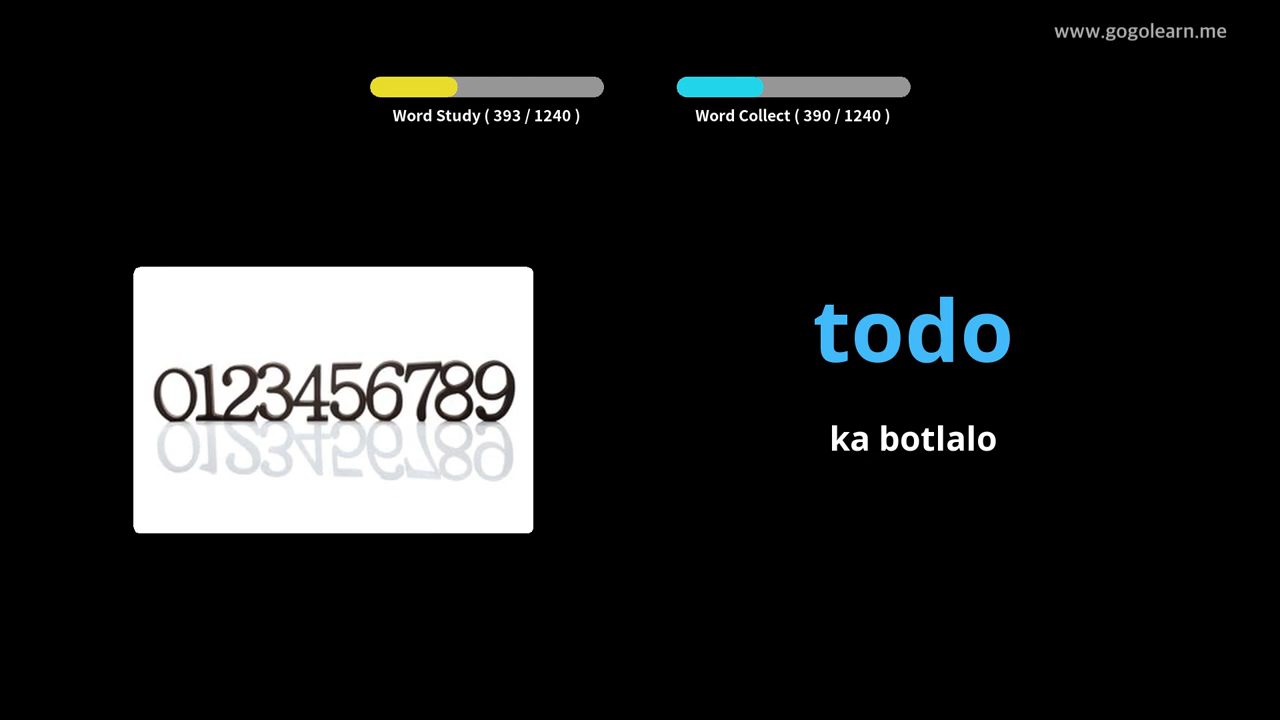 www.gogolearn.me
Word Study ( 393 / 1240 )
Word Collect ( 390 / 1240 )
0123456789
todo
ka botlalo